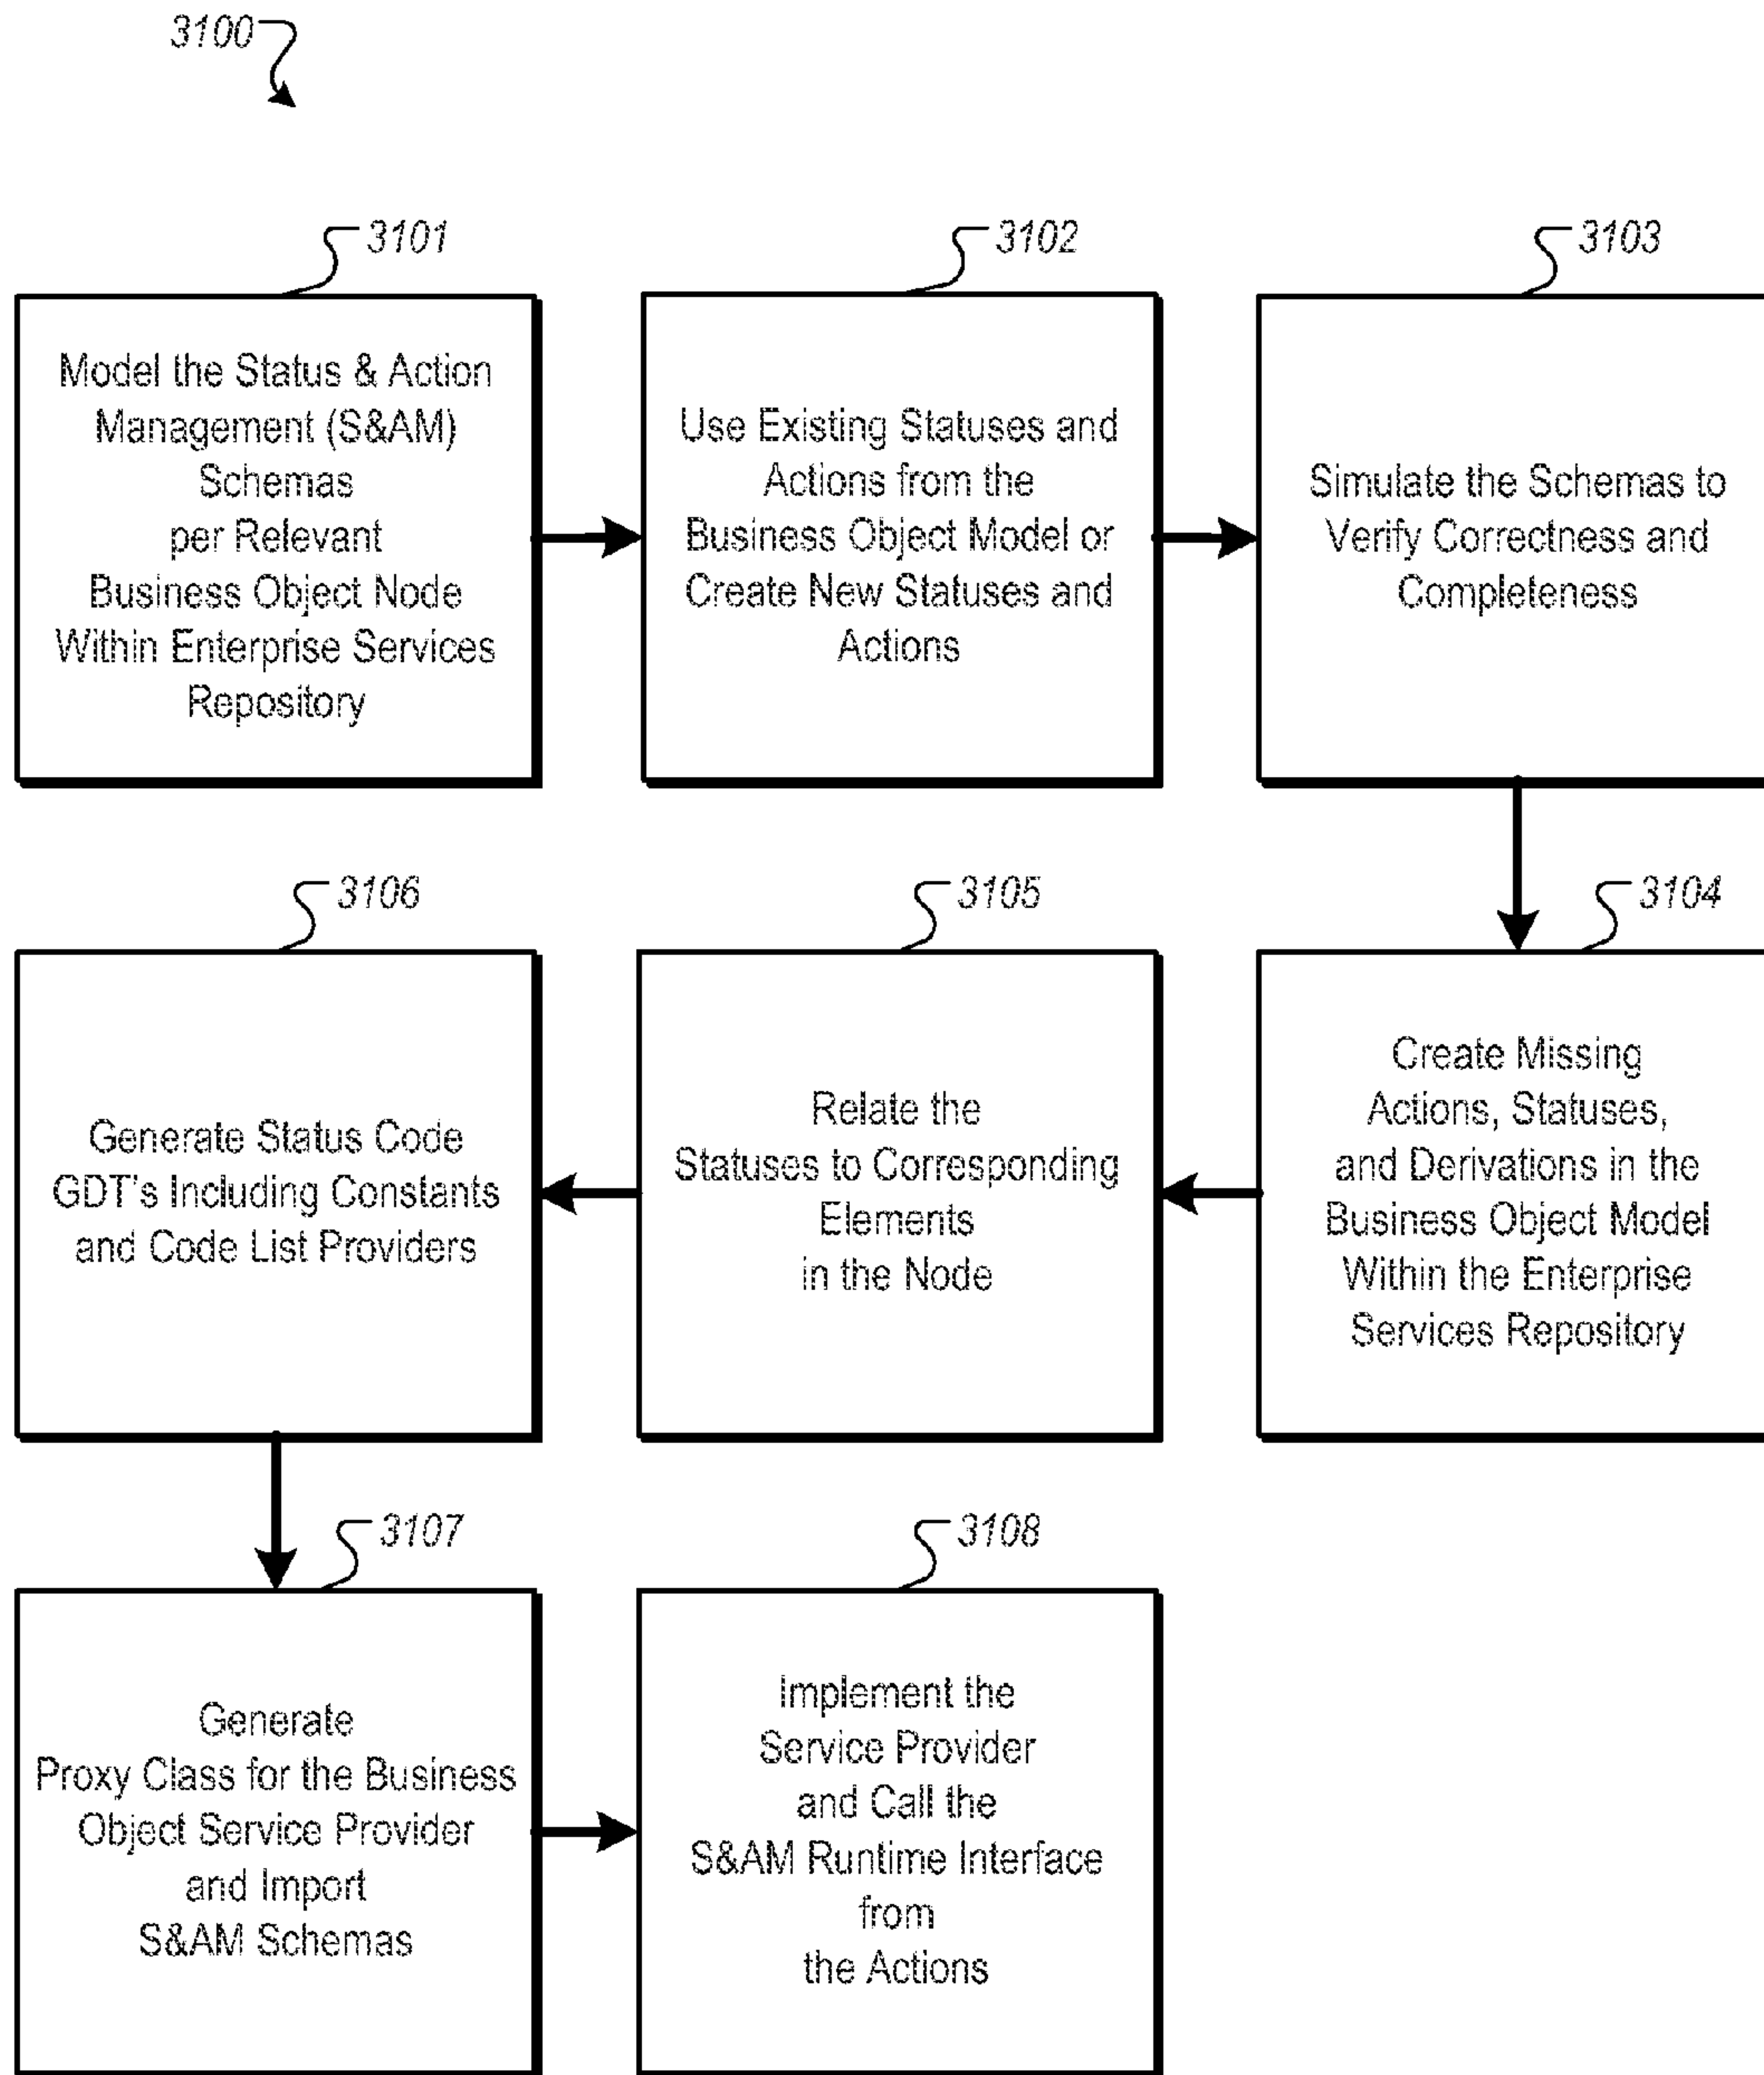 3100
3101
Model the Status & Action
Management (S&AM)
Schemas
per Relevant
Business Object Node
Within Enterprise Services
Repository
3102
Use Existing Statuses and
Actions from the
Business Object Model or
Create New Statuses and
Actions
3103
Simulate the Schemas to
Verify Correctness and
Completeness
3104
Create Missing
Actions, Statuses,
and Derivations in the
Business Object Model
Within the Enterprise
Services Repository
3105
Relate the
Statuses to Corresponding
Elements
in the Node
3106
Generate Status Code
GDT's Including Constants
and Code List Providers
3107
Generate
Proxy Class for the Business
Object Service Provider
and Import
S&AM Schemas
3108
Implement the
Service Provider
and Call the
S&AM Runtime Interface
from
the Actions